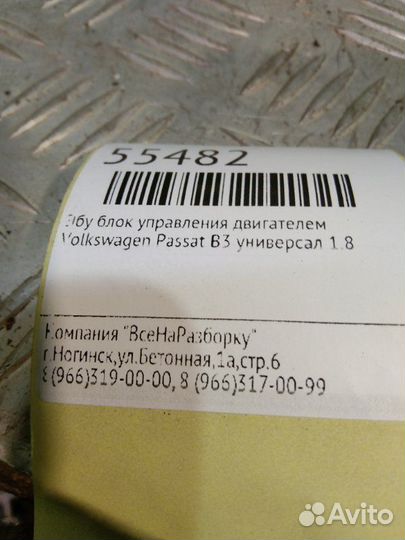 55482
Эбу блок управления двигателем
Volkswagen Passat B3 универсал 1.8
Компания "ВсеНаРазборку"
г.Ногинск,ул.Бетонная,1а,стр.6
8(966)319-00-00, 8 (966)317-00-99
Avito